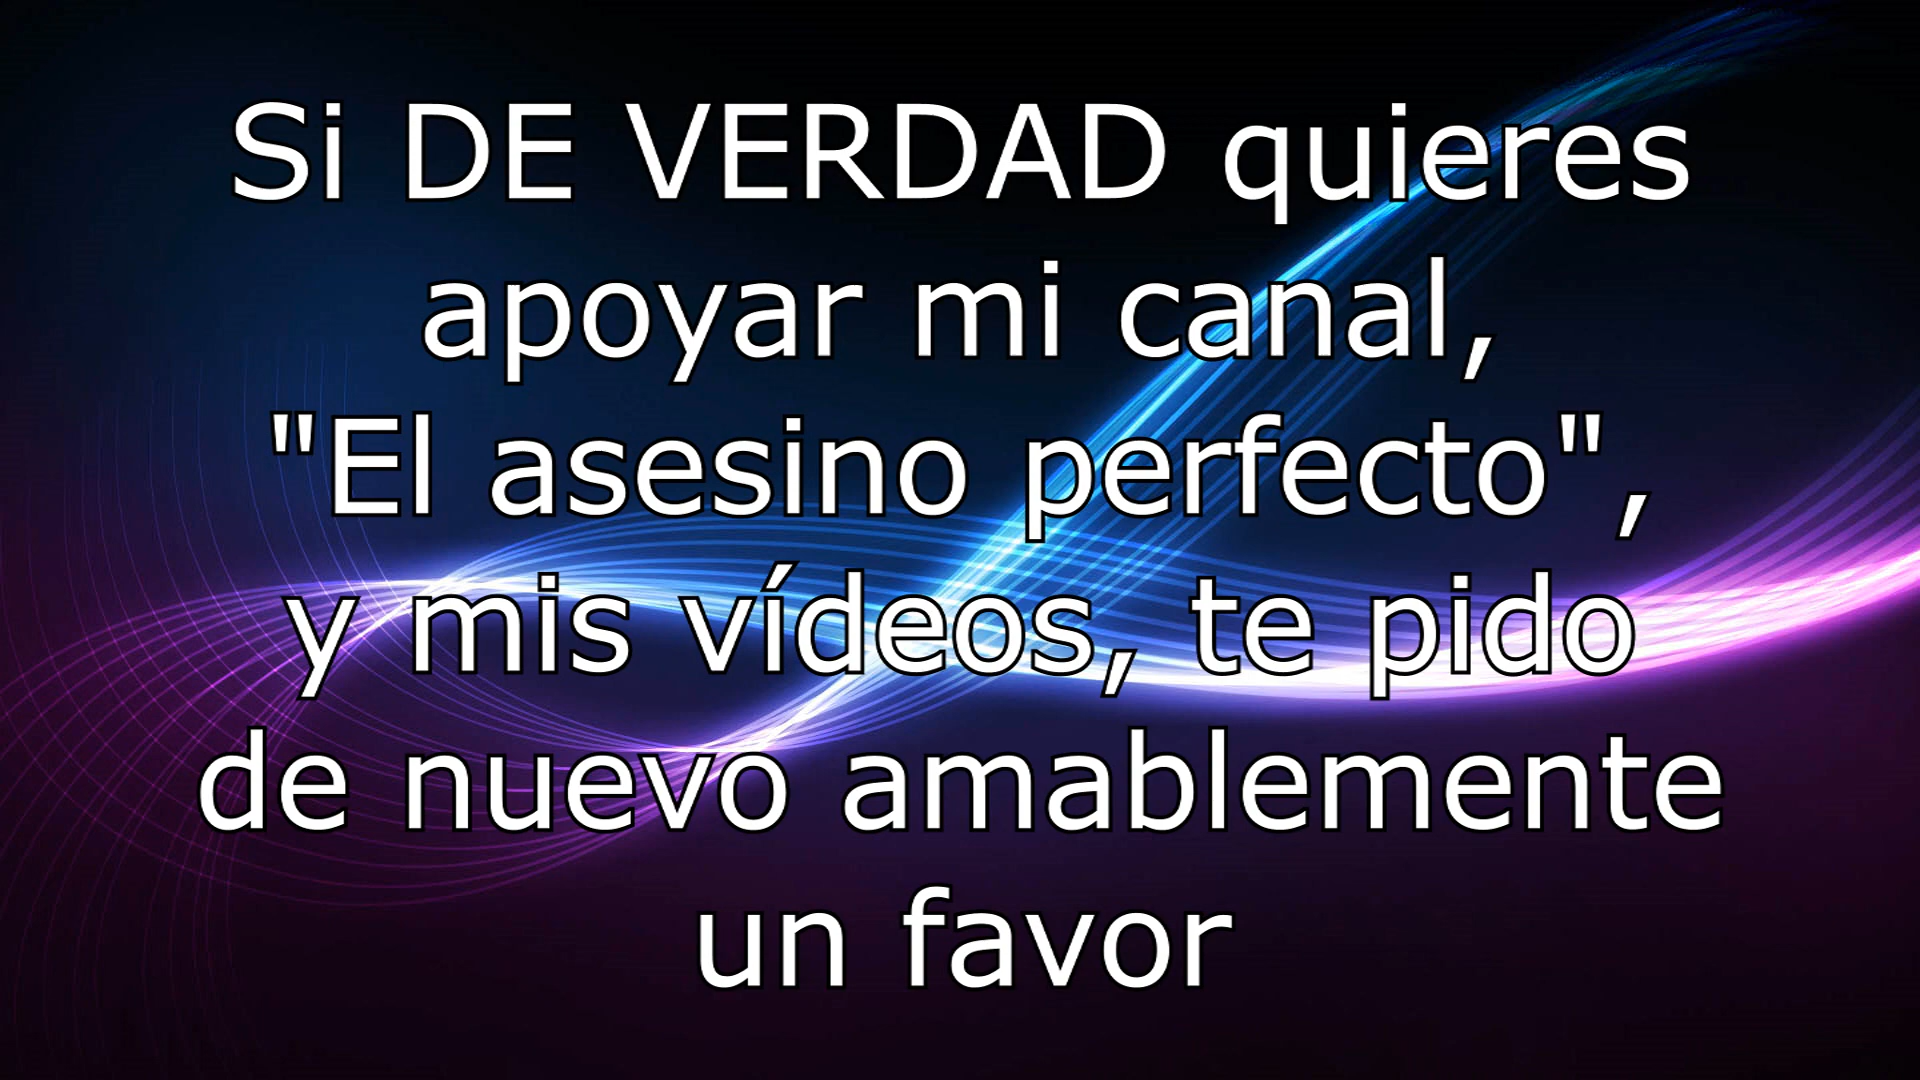 Si DE VERDAD quieres
apoyar mi canal,
"El asesino perfecto",
y mis vídeos, te pido
de nuevo amablemente
un favor